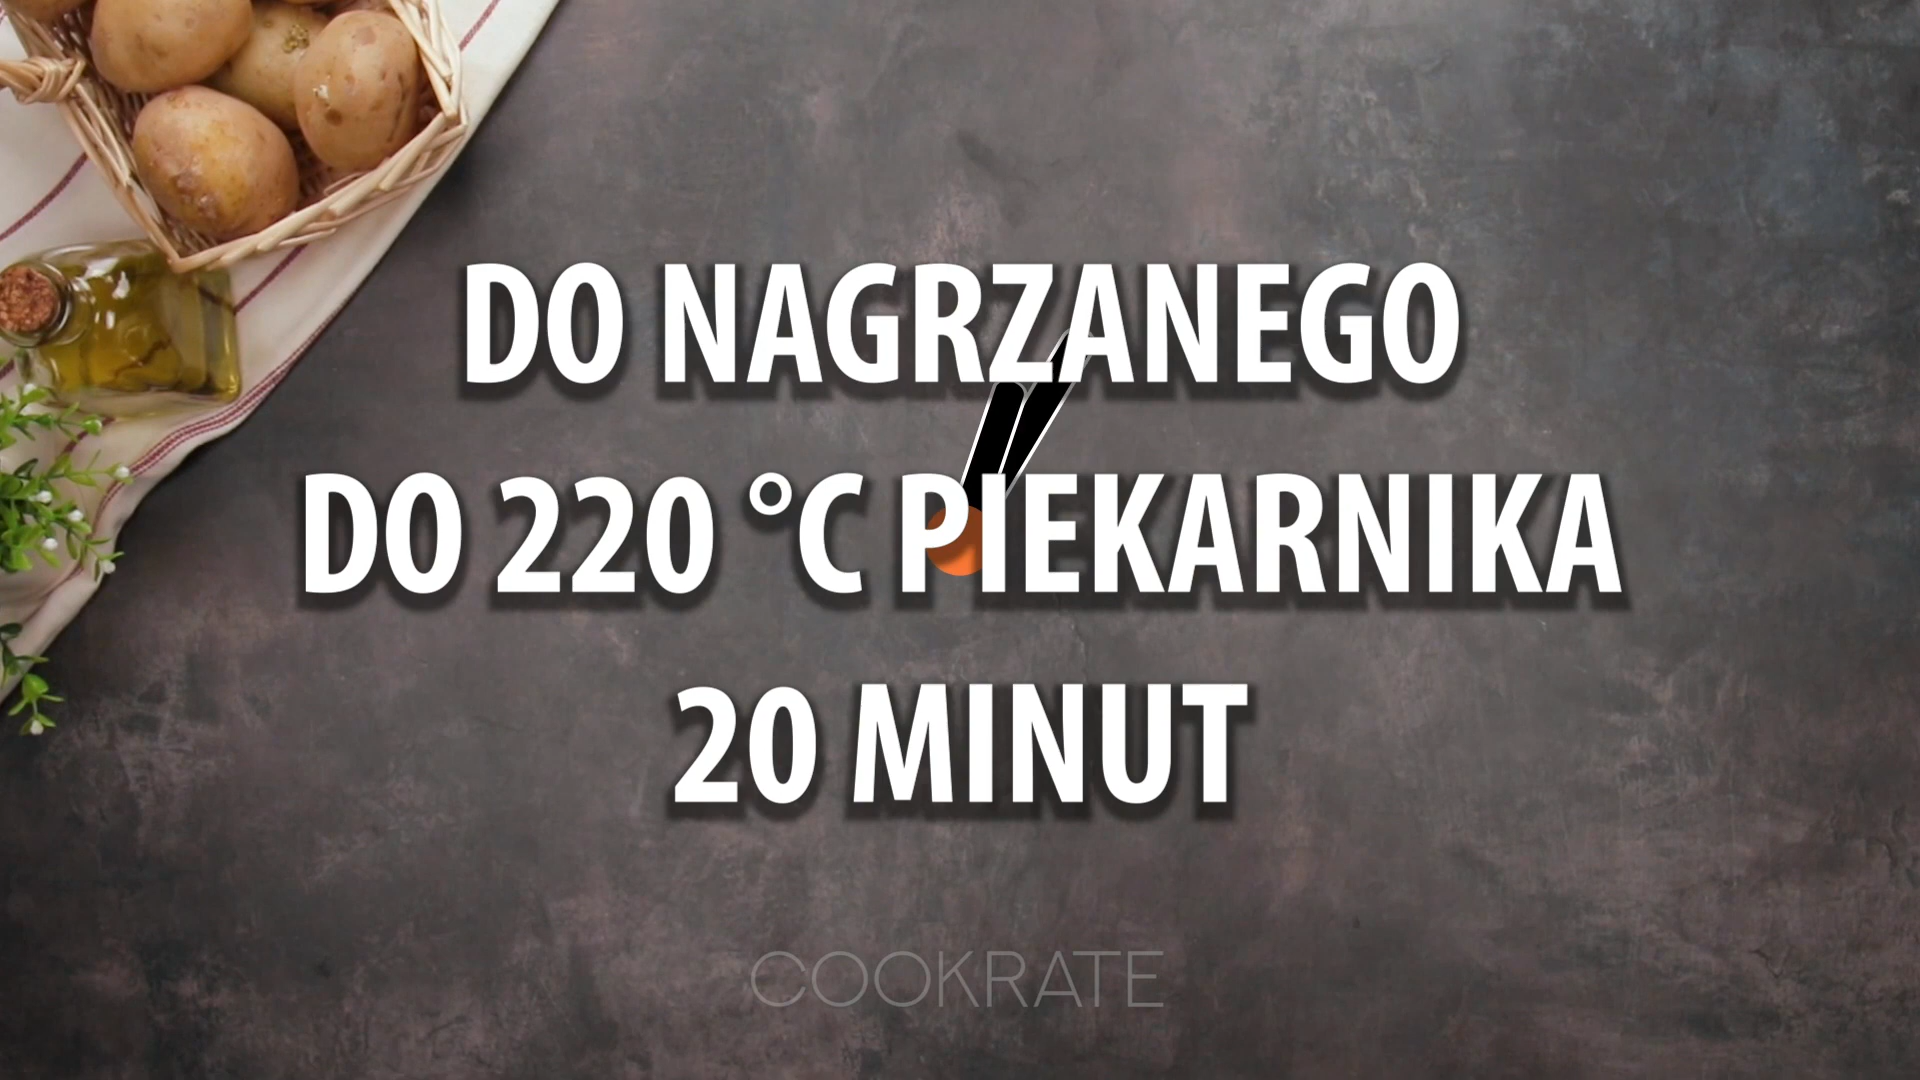 DO NAGRZANEGO
DO 220 °C PIEKARNIKA
20 MINUT
COOKRATE